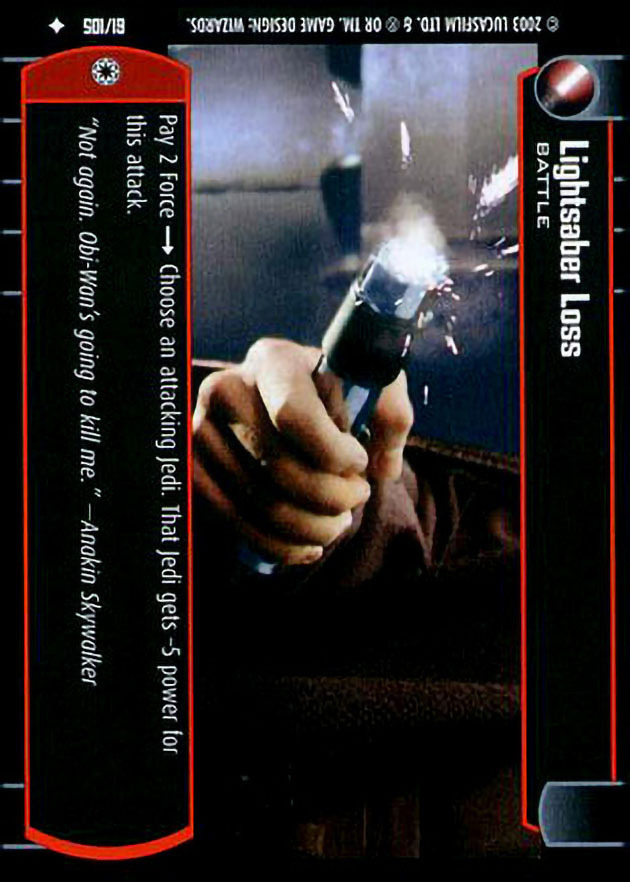 Lightsaber Loss
BATTLE
Pay 2 Force → Choose an attacking Jedi. That Jedi gets -5 power for
this attack.
"Not again. Obi-Wan's going to kill me." —Anakin Skywalker
© 2003 LUCASFILM LTD. & ® OR TM. GAME DESIGN: WIZARDS.
61/105